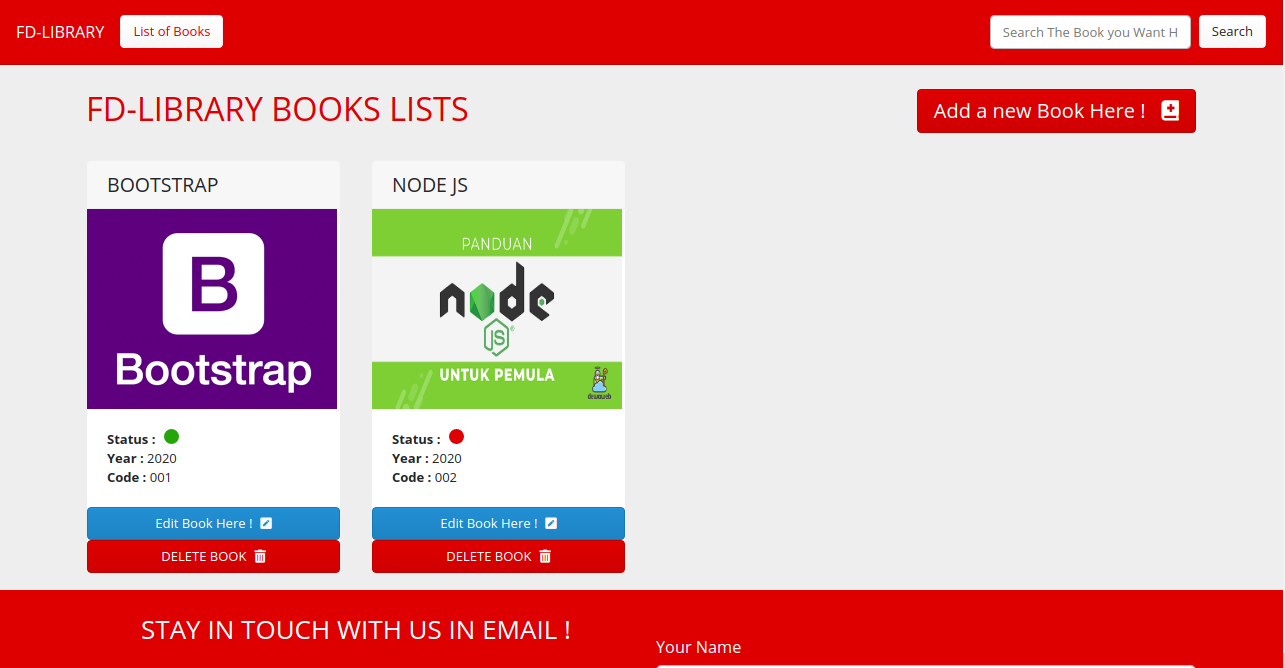 FD-LIBRARY
List of Books
Search The Book you Want H
Search
FD-LIBRARY BOOKS LISTS
Add a new Book Here !
BOOTSTRAP
B
Bootstrap
Status :
Year : 2020
Code : 001
Edit Book Here !
DELETE BOOK
NODE JS
PANDUAN
node
JS
UNTUK PEMULA
dewaweb
Status :
Year : 2020
Code : 002
Edit Book Here !
DELETE BOOK
STAY IN TOUCH WITH US IN EMAIL !
Your Name